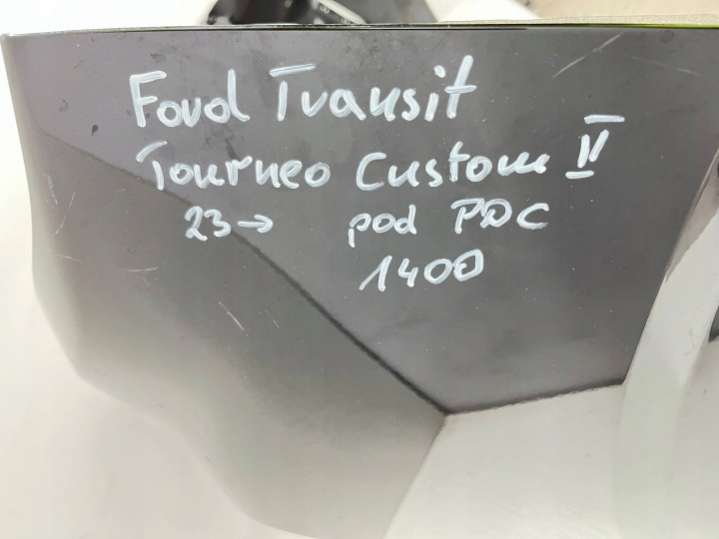 Ford Transit
Tourneo Custom II
23→ pod PDC
1400